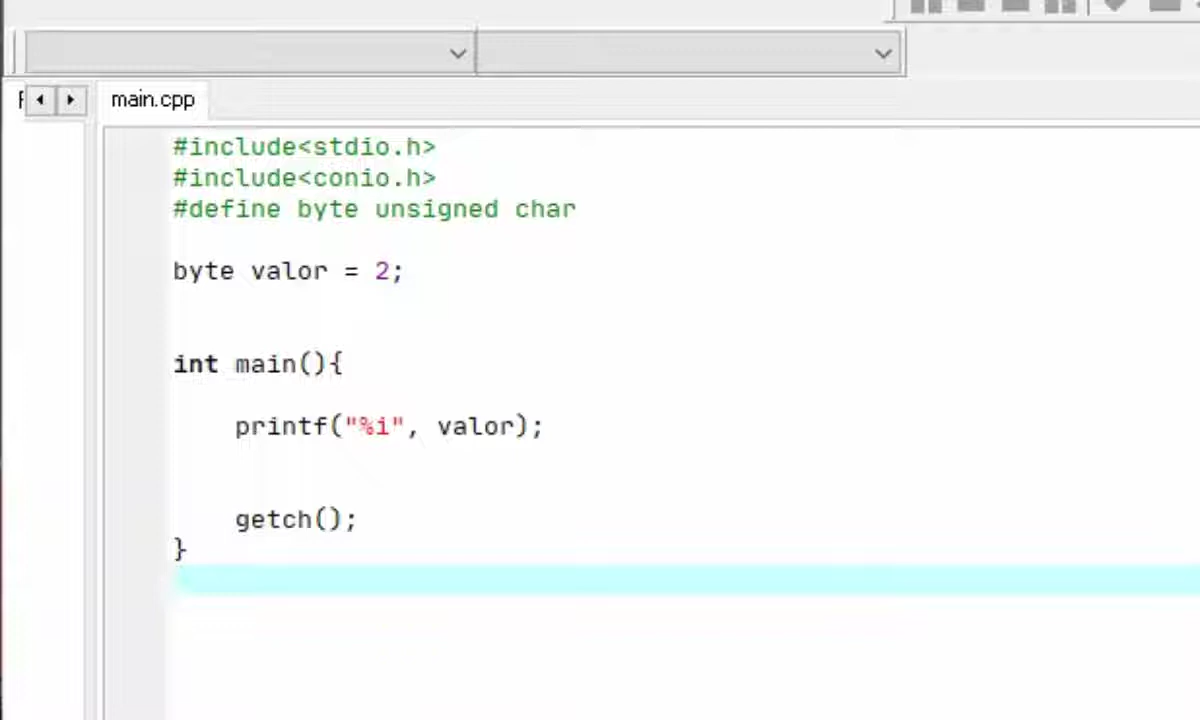 main.cpp
#include<stdio.h>
#include<conio.h>
#define byte unsigned char
byte valor = 2;
int main(){
printf("%i", valor);
getch();
}